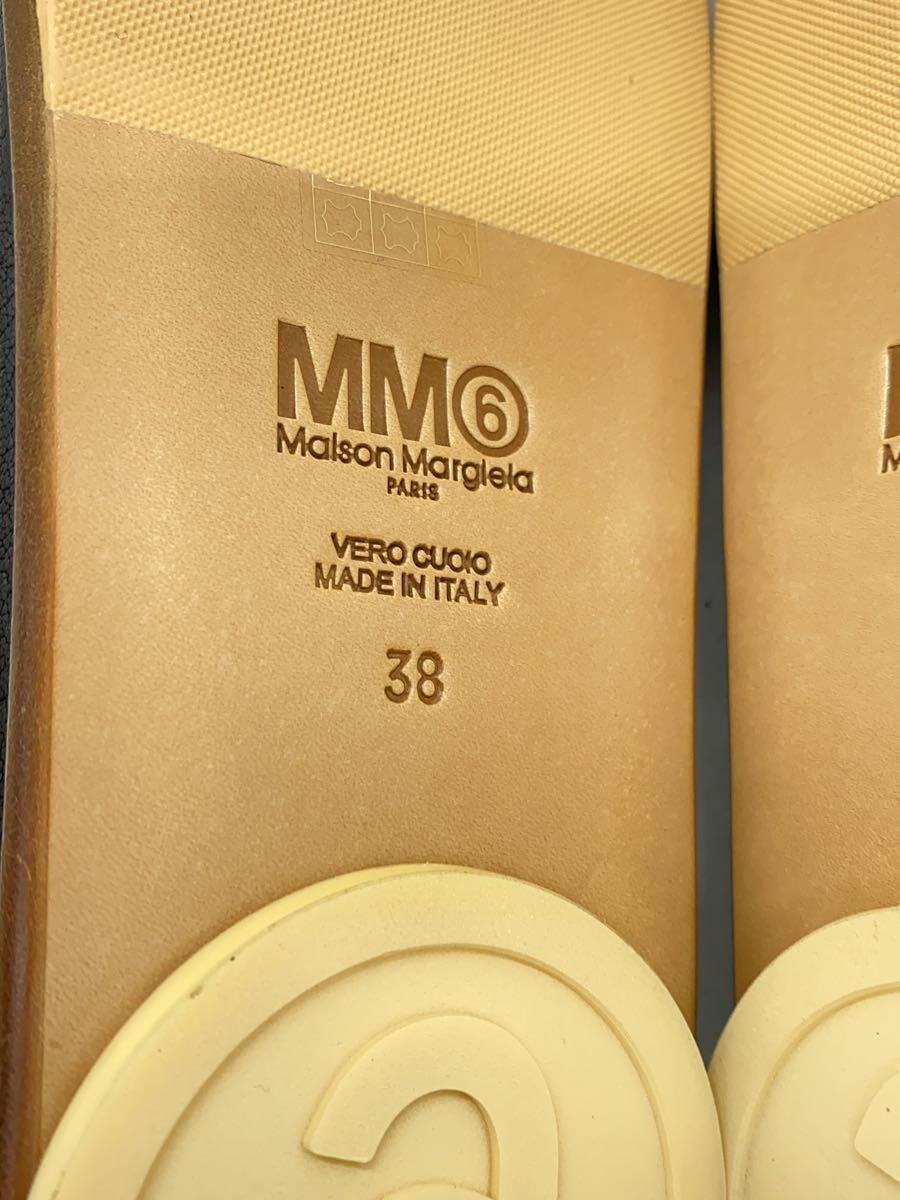 MM6
Maison Margiela
PARIS
VERO CUOIO
MADE IN ITALY
38
M